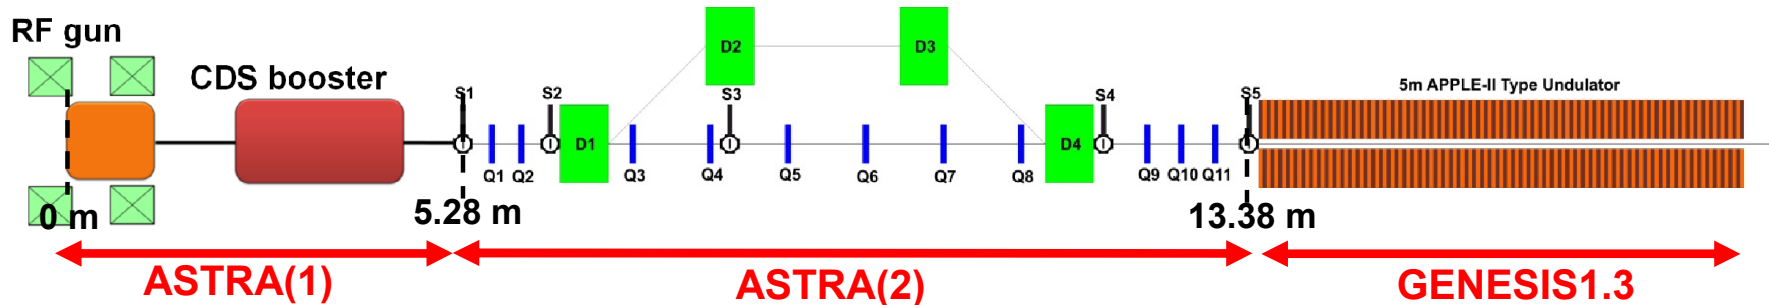 RF gun
CDS booster
D2
D3
5m APPLE-II Type Undulator
S1
S2
S3
S4
S5
D1
D4
Q1
Q2
Q3
Q4
Q5
Q6
Q7
Q8
Q9
Q10
Q11
0 m
5.28 m
13.38 m
ASTRA(1)
ASTRA(2)
GENESIS1.3